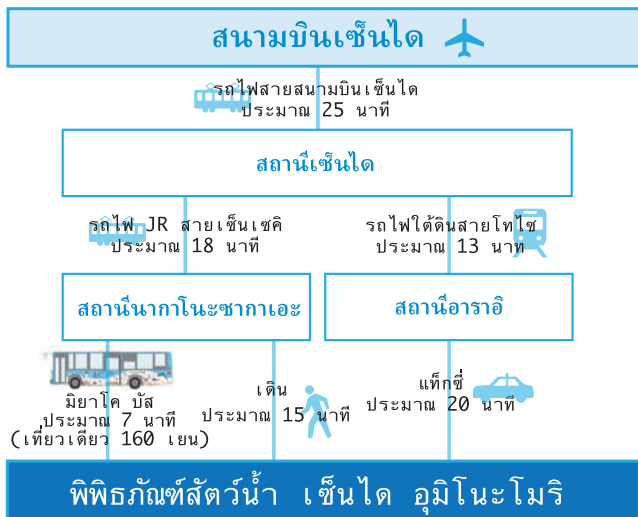 สนามบินเซ็นได
รถไฟสายสนามบินเซ็นได
ประมาณ 25 นาที
สถานีเซ็นได
รถไฟ JR สายเซ็นเซคิ
ประมาณ 18 นาที
รถไฟใต้ดินสายโทไซ
ประมาณ 13 นาที
สถานีนากาโนะซากาเอะ
สถานีอาราอิ
มิยาโค บัส
ประมาณ 7 นาที
(เที่ยวเดียว 160 เยน)
เดิน
ประมาณ 15 นาที
แท็กซี่
ประมาณ 20 นาที
พิพิธภัณฑ์สัตว์น้ำ เซ็นได อุมิโนะโมริ